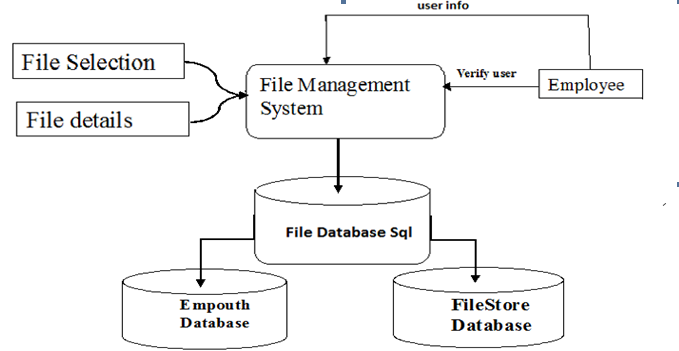 user info
File Selection
File Management
System
Verify user
Employee
File details
File Database Sql
Empouth
Database
FileStore
Database